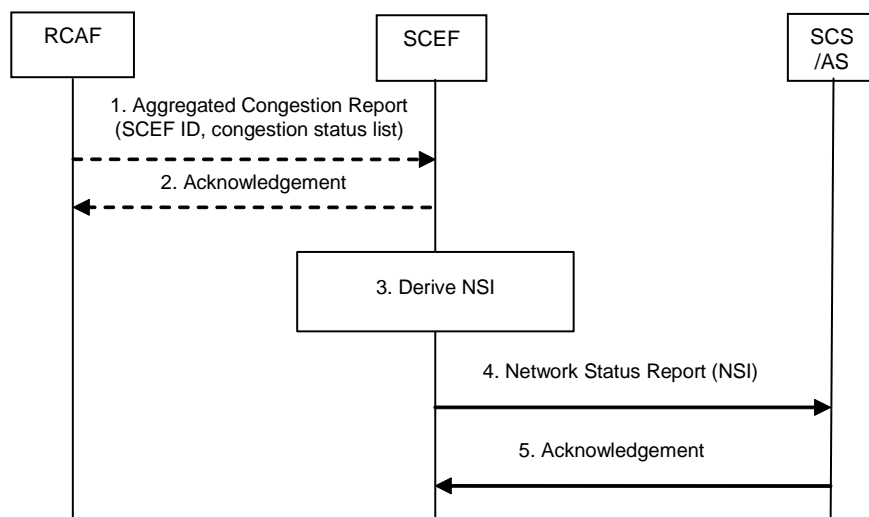 RCAF
SCEF
SCS
/AS
1. Aggregated Congestion Report
(SCEF ID, congestion status list)
2. Acknowledgement
3. Derive NSI
4. Network Status Report (NSI)
5. Acknowledgement